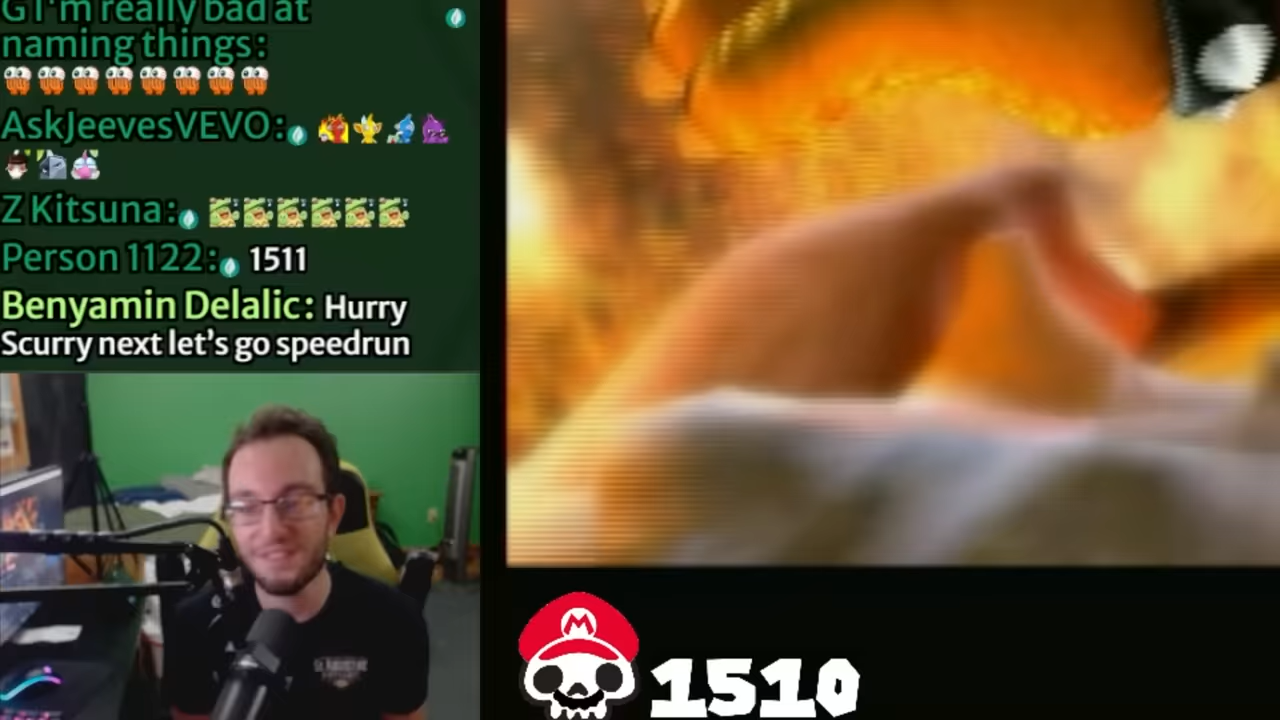 GI'm really bad at
naming things:
AskJeevesVEVO:
Z Kitsuna:
Person 1122: 1511
Benyamin Delalic: Hurry
Scurry next let's go speedrun
M
1510